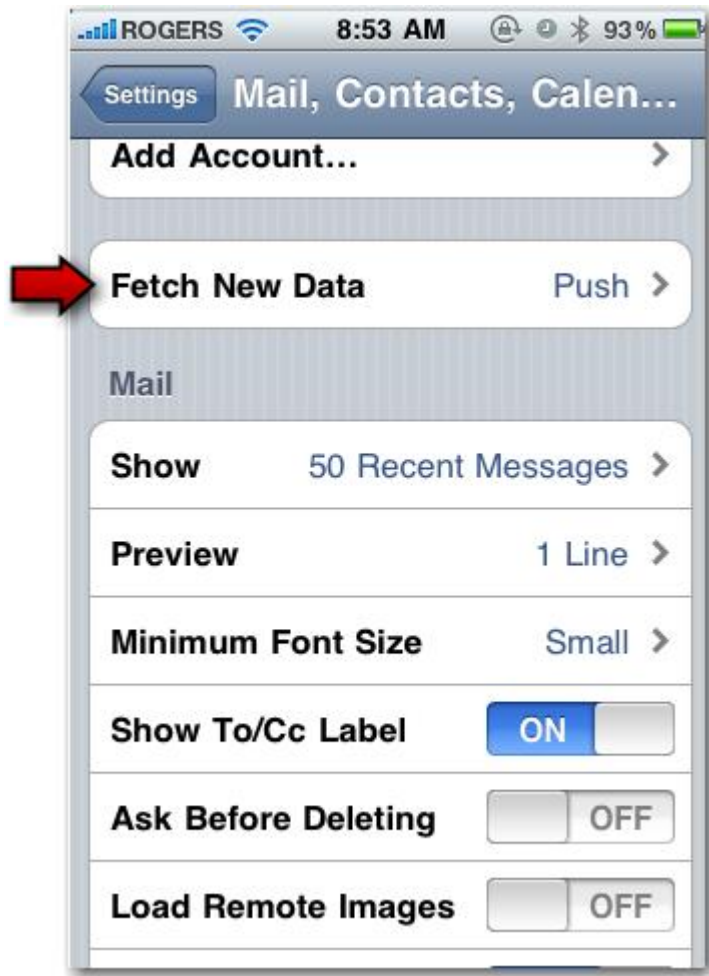 ROGERS 8:53 AM 93%
Settings Mail, Contacts, Calen...
Add Account...
Fetch New Data Push
Mail
Show 50 Recent Messages
Preview 1 Line
Minimum Font Size Small
Show To/Cc Label ON
Ask Before Deleting OFF
Load Remote Images OFF